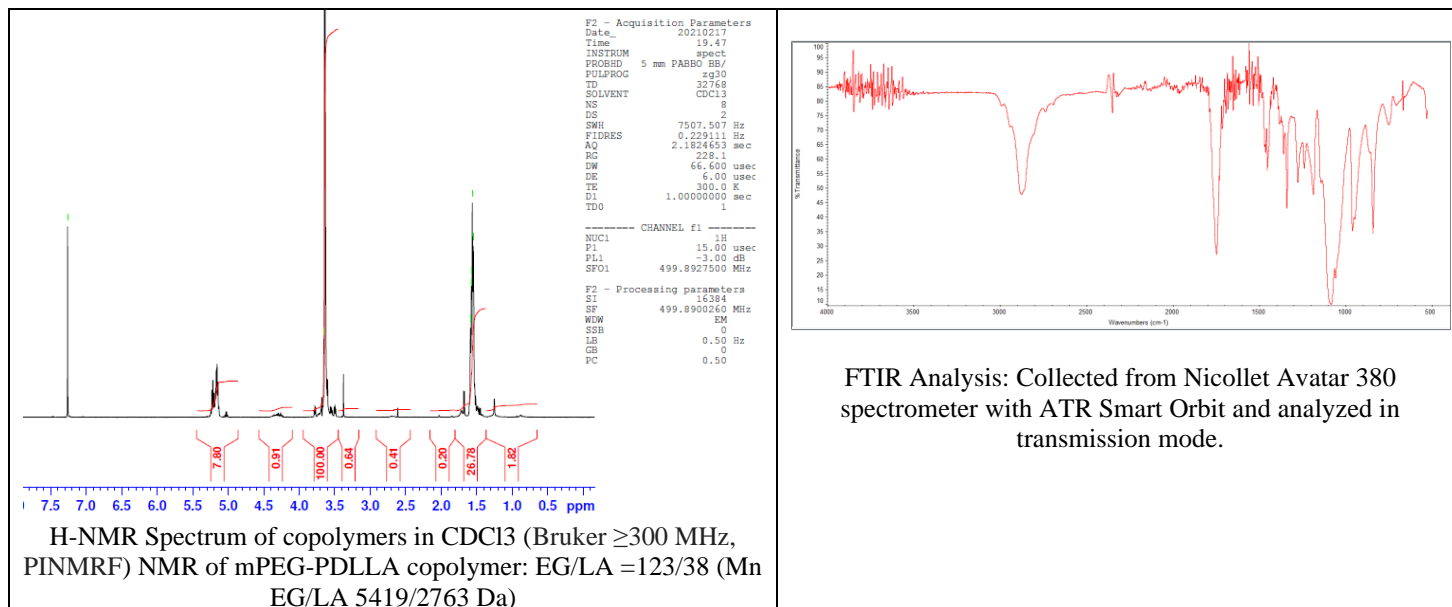 F2 - Acquisition Parameters
Date_ 20210217
Time 19.47
INSTRUM spect
PROBHD 5 mm PABBO BB/
PULPROG zg30
TD 32768
SOLVENT CDCl3
NS 8
DS 2
SWH 7507.507 Hz
FIDRES 0.229111 Hz
AQ 2.1824653 sec
RG 228.1
DW 66.600 usec
DE 6.00 usec
TE 300.0 K
D1 1.00000000 sec
TD0 1
======== CHANNEL f1 ========
NUC1 1H
P1 15.00 usec
PL1 -3.00 dB
SFO1 499.8927500 MHz
F2 - Processing parameters
SI 16384
SF 499.8900260 MHz
WDW EM
SSB 0
LB 0.50 Hz
GB 0
PC 0.50
7.80 0.91 100.00 0.64 0.41 0.20 26.78 1.82
7.5 7.0 6.5 6.0 5.5 5.0 4.5 4.0 3.5 3.0 2.5 2.0 1.5 1.0 0.5 ppm
H-NMR Spectrum of copolymers in CDCl3 (Bruker ≥300 MHz,
PINMRF) NMR of mPEG-PDLLA copolymer: EG/LA =123/38 (Mn
EG/LA 5419/2763 Da)
100
95
90
85
80
75
70
65
60
55
50
45
40
35
30
25
20
15
10
%Transmittance
4000 3500 3000 2500 2000 1500 1000 500
Wavenumbers (cm-1)
FTIR Analysis: Collected from Nicollet Avatar 380
spectrometer with ATR Smart Orbit and analyzed in
transmission mode.